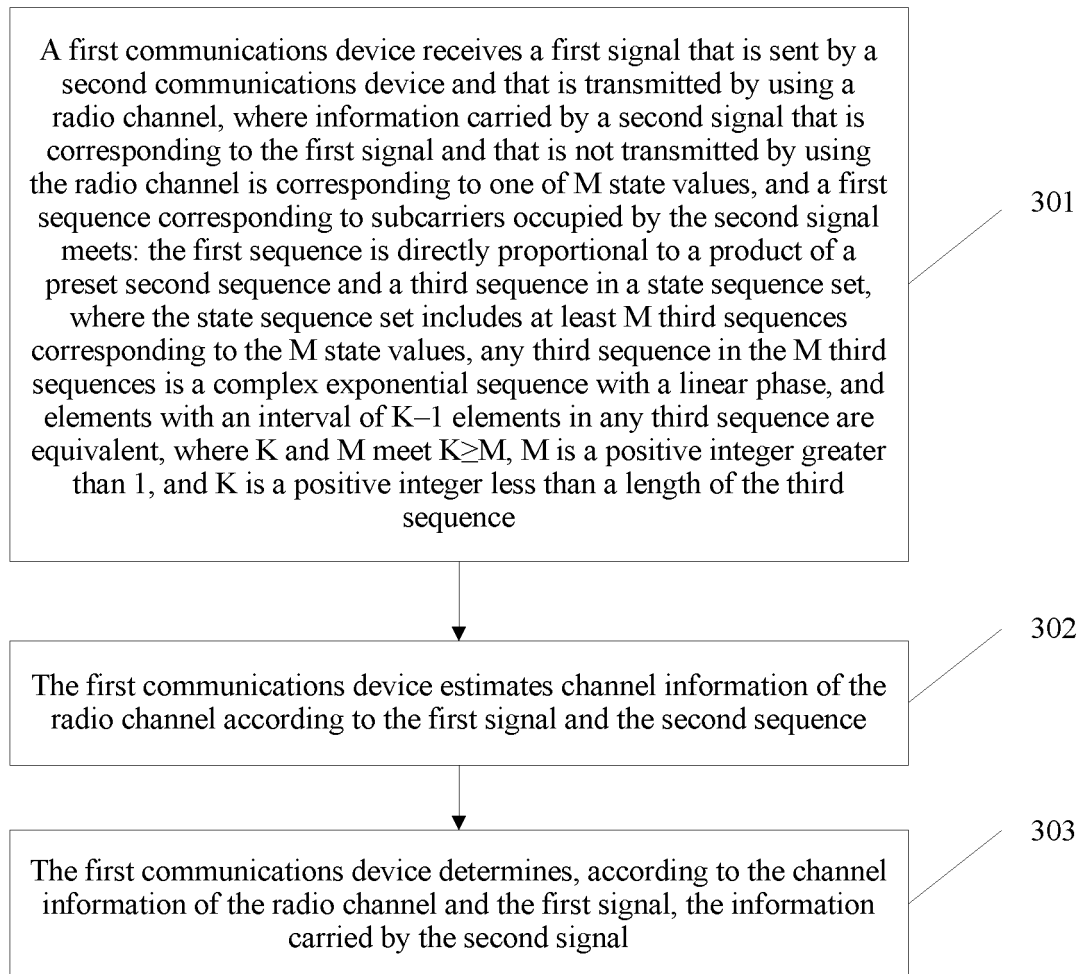 A first communications device receives a first signal that is sent by a
second communications device and that is transmitted by using a
radio channel, where information carried by a second signal that is
corresponding to the first signal and that is not transmitted by using
the radio channel is corresponding to one of M state values, and a first
sequence corresponding to subcarriers occupied by the second signal
meets: the first sequence is directly proportional to a product of a
preset second sequence and a third sequence in a state sequence set,
where the state sequence set includes at least M third sequences
corresponding to the M state values, any third sequence in the M third
sequences is a complex exponential sequence with a linear phase, and
elements with an interval of K–1 elements in any third sequence are
equivalent, where K and M meet K≥M, M is a positive integer greater
than 1, and K is a positive integer less than a length of the third
sequence
301
The first communications device estimates channel information of the
radio channel according to the first signal and the second sequence
302
The first communications device determines, according to the channel
information of the radio channel and the first signal, the information
carried by the second signal
303